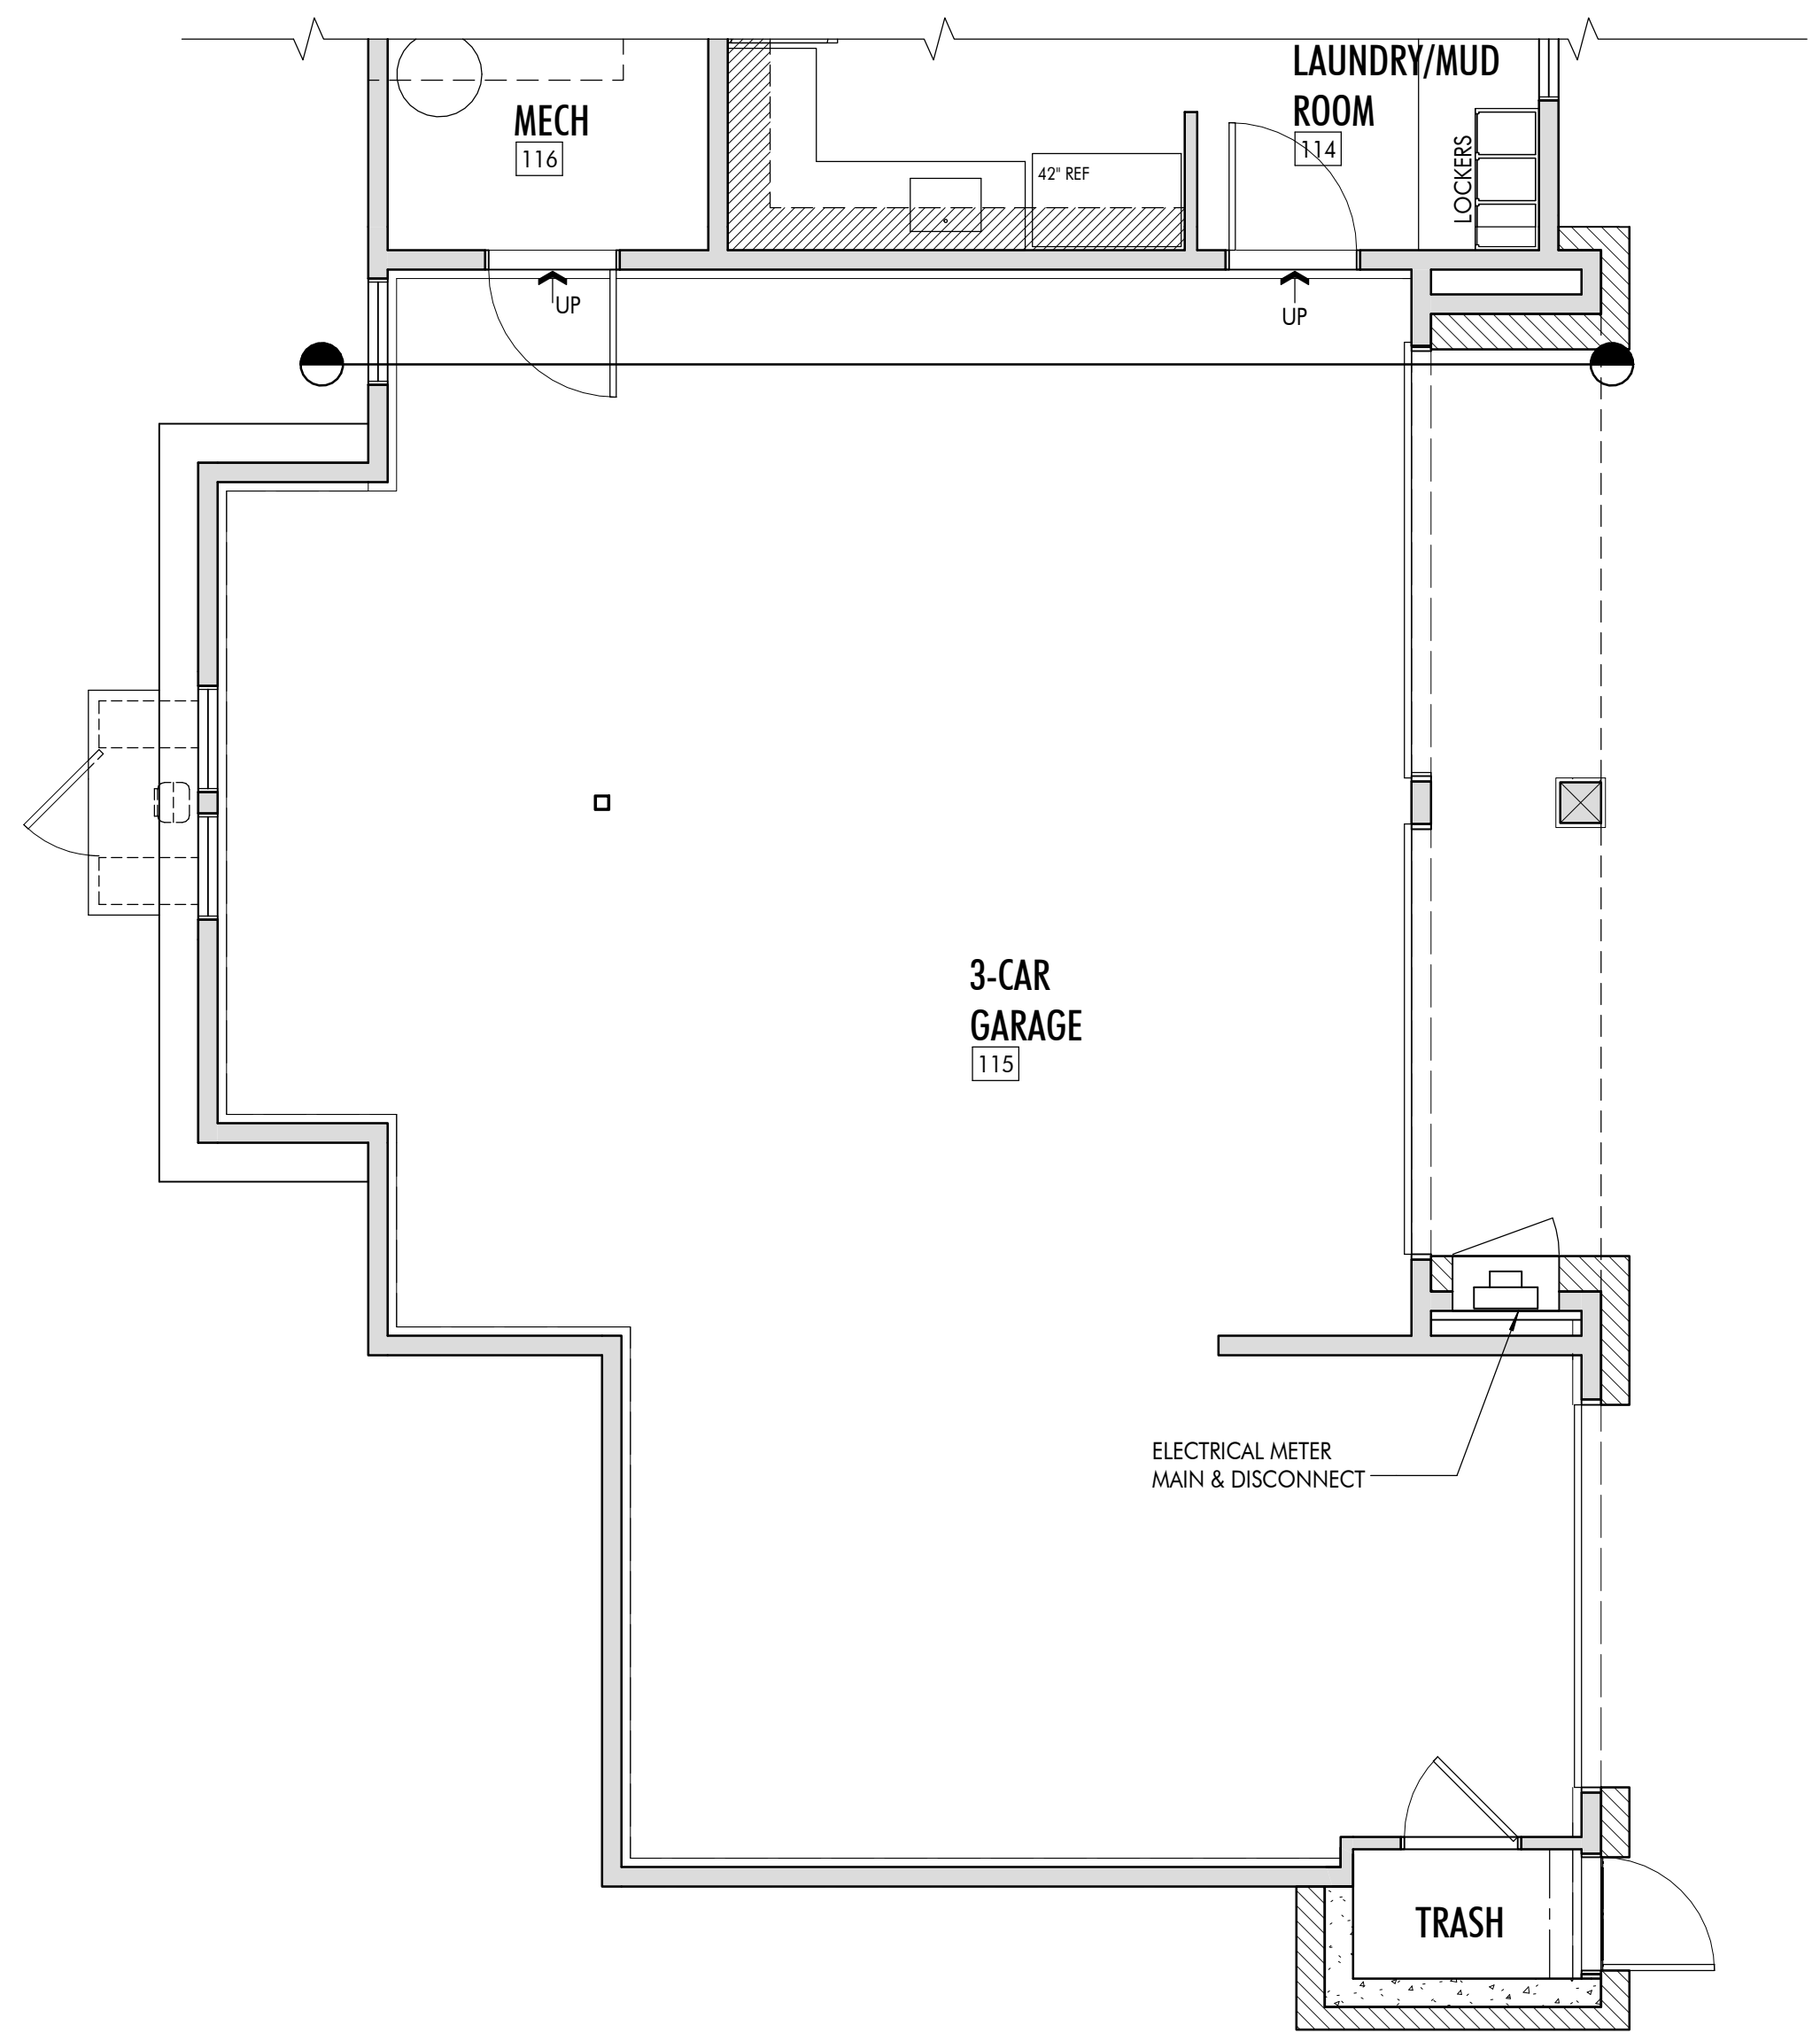 LAUNDRY/MUD
ROOM
114
MECH
116
42" REF
LOCKERS
UP
UP
3-CAR
GARAGE
115
ELECTRICAL METER
MAIN & DISCONNECT
TRASH